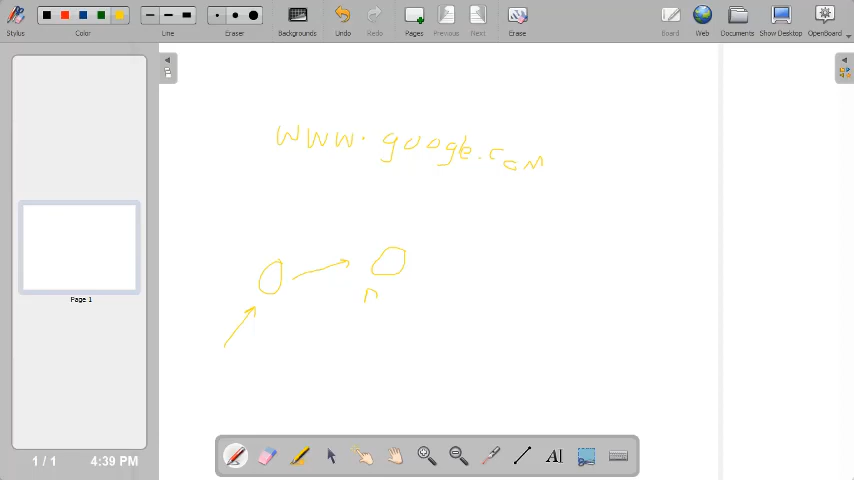 Stylus Color Line Eraser Backgrounds Undo Redo Pages Previous Next Erase Board Web Documents Show Desktop OpenBoard
www.google.com
n
Page 1
1 / 1 4:39 PM
AI